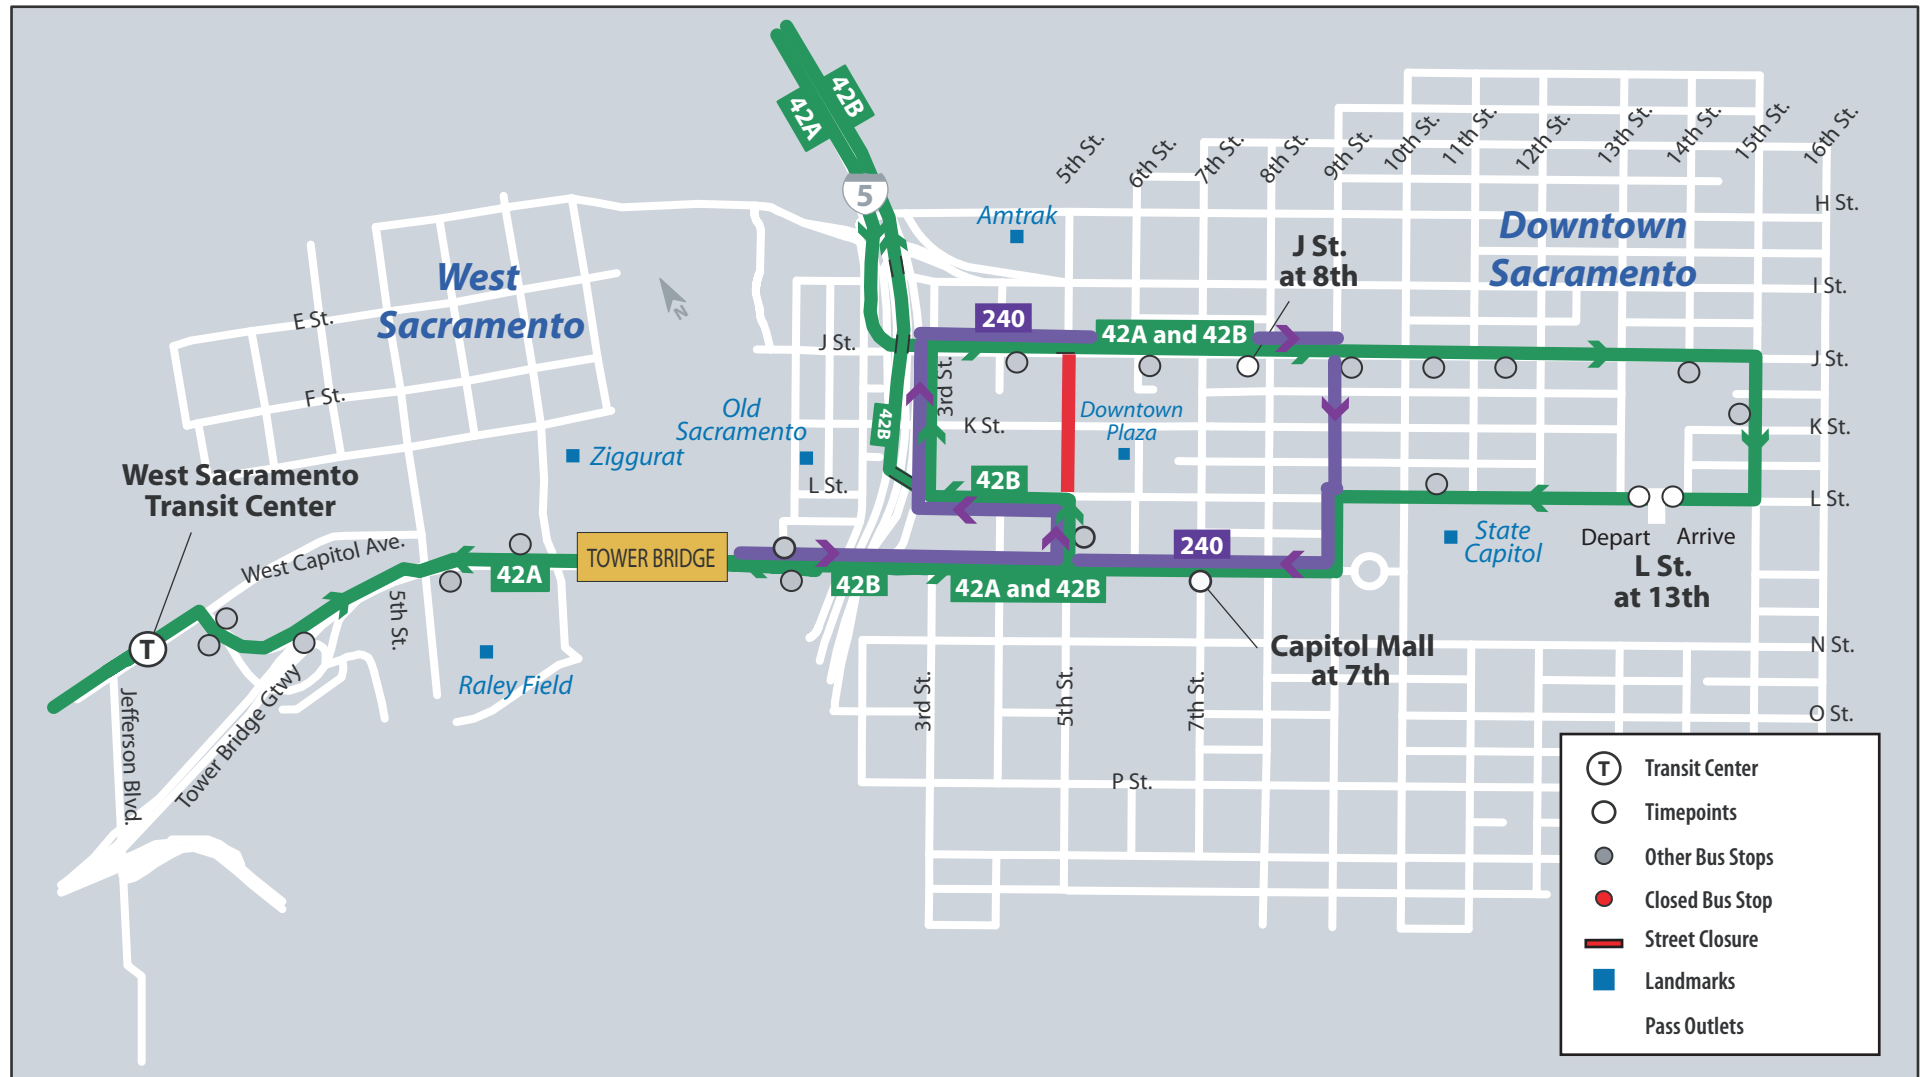 42B
42A
5
5th St.
6th St.
7th St.
8th St.
9th St.
10th St.
11th St.
12th St.
13th St.
14th St.
15th St.
16th St.
H St.
Amtrak
Downtown
Sacramento
J St.
at 8th
West
Sacramento
N
I St.
E St.
240
42A and 42B
J St.
J St.
3rd St.
F St.
Old
Sacramento
42B
K St.
Downtown
Plaza
K St.
Ziggurat
West Sacramento
Transit Center
L St.
42B
L St.
State
Capitol
Depart
Arrive
L St.
at 13th
West Capitol Ave.
TOWER BRIDGE
240
42A
42B
42A and 42B
5th St.
T
Capitol Mall
at 7th
N St.
Raley Field
Jefferson Blvd.
Tower Bridge Gtwy
3rd St.
5th St.
7th St.
O St.
P St.
T Transit Center
Timepoints
Other Bus Stops
Closed Bus Stop
Street Closure
Landmarks
Pass Outlets